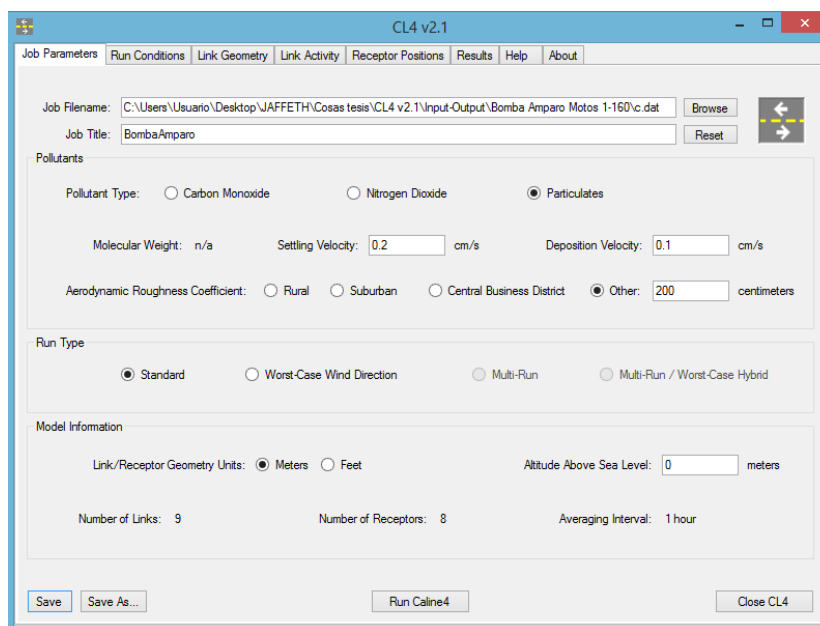 CL4 v2.1
Job Parameters Run Conditions Link Geometry Link Activity Receptor Positions Results Help About
Job Filename: C:\Users\Usuario\Desktop\JAFFETH\Cosas tesis\CL4 v2.1\Input-Output\Bomba Amparo Motos 1-160\c.dat Browse
Job Title: BombaAmparo Reset
Pollutants
Pollutant Type: Carbon Monoxide Nitrogen Dioxide Particulates
Molecular Weight: n/a Settling Velocity: 0.2 cm/s Deposition Velocity: 0.1 cm/s
Aerodynamic Roughness Coefficient: Rural Suburban Central Business District Other: 200 centimeters
Run Type
Standard Worst-Case Wind Direction Multi-Run Multi-Run / Worst-Case Hybrid
Model Information
Link/Receptor Geometry Units: Meters Feet Altitude Above Sea Level: 0 meters
Number of Links: 9 Number of Receptors: 8 Averaging Interval: 1 hour
Save Save As... Run Caline4 Close CL4